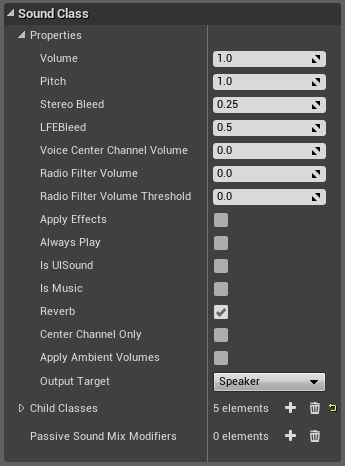 Sound Class
Properties
Volume 1.0
Pitch 1.0
Stereo Bleed 0.25
LFEBleed 0.5
Voice Center Channel Volume 0.0
Radio Filter Volume 0.0
Radio Filter Volume Threshold 0.0
Apply Effects
Always Play
Is UISound
Is Music
Reverb
Center Channel Only
Apply Ambient Volumes
Output Target Speaker
Child Classes 5 elements
Passive Sound Mix Modifiers 0 elements